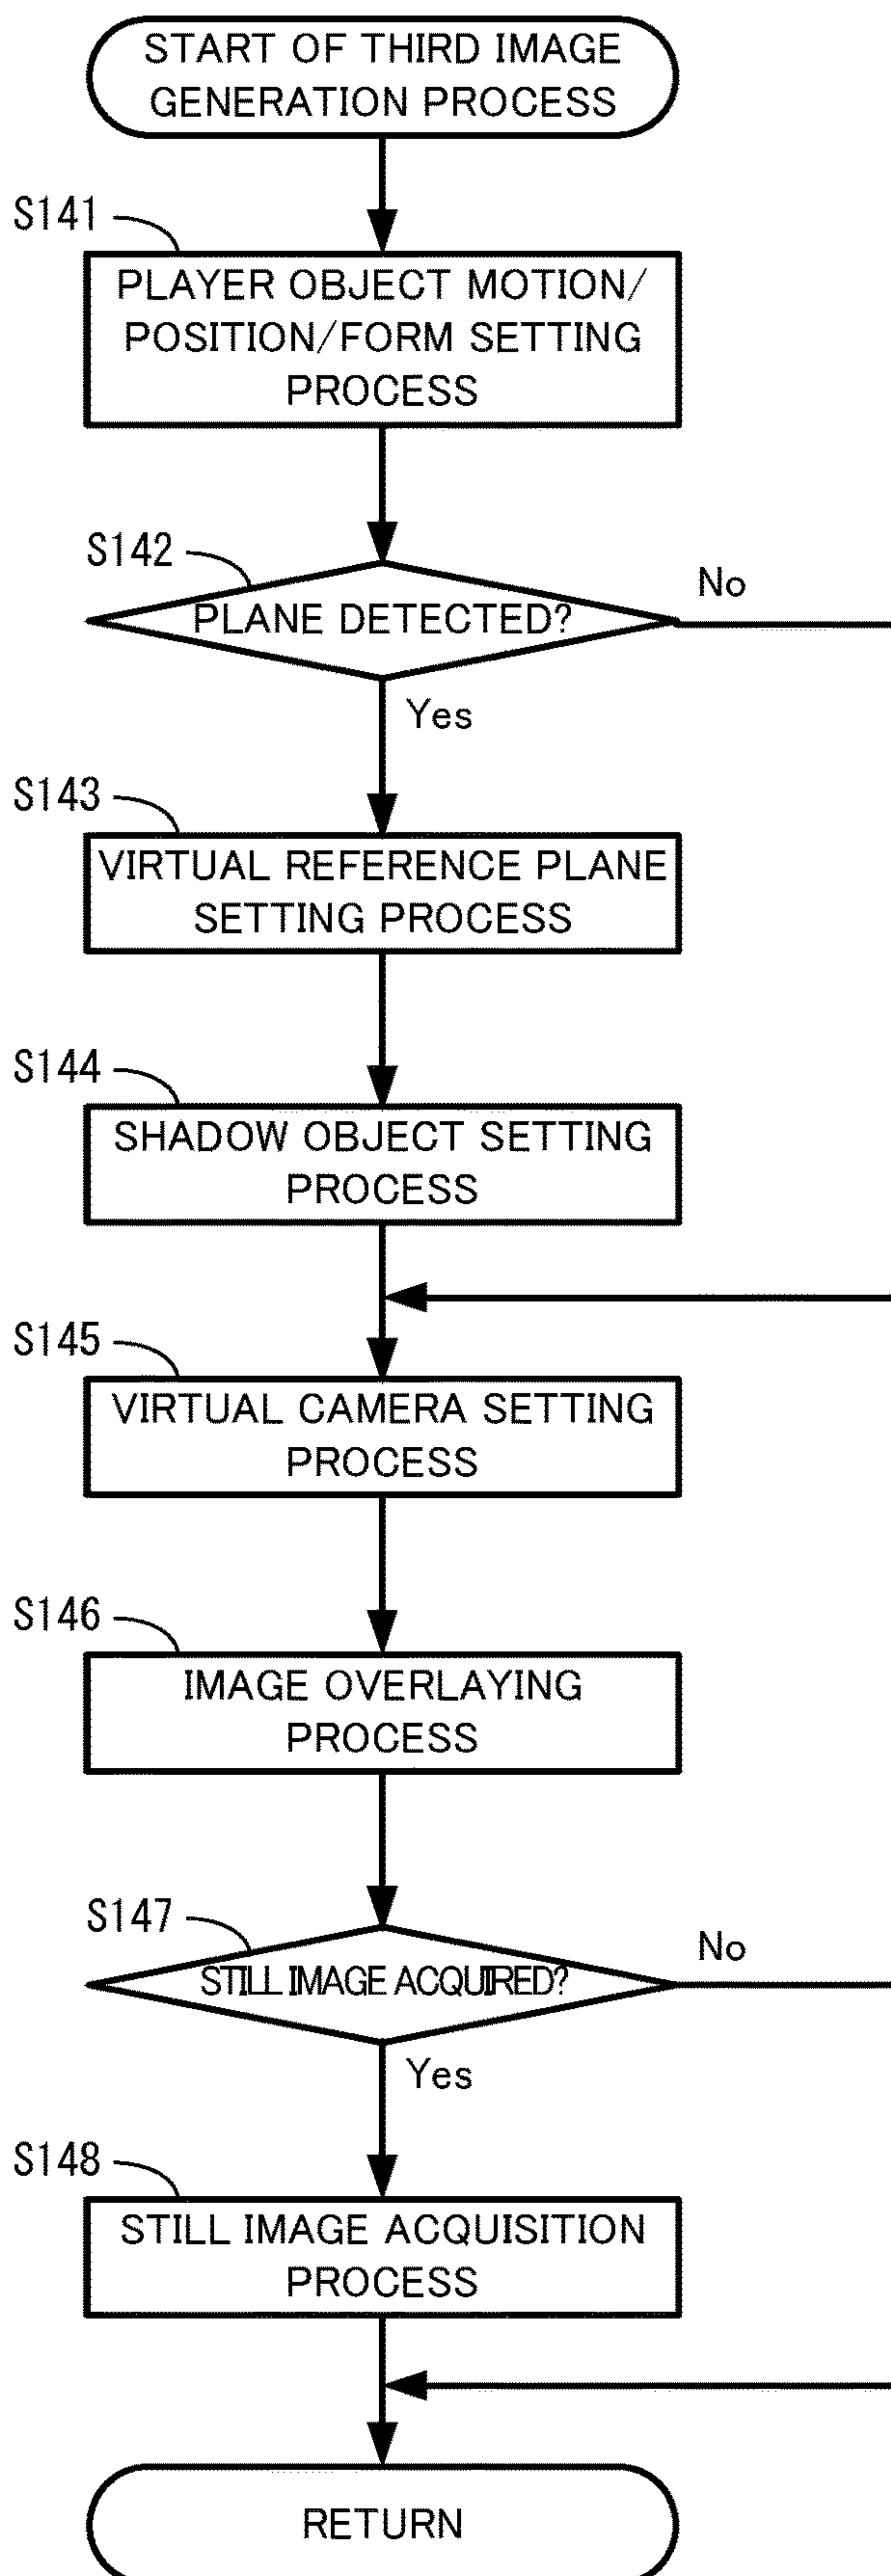 START OF THIRD IMAGE
GENERATION PROCESS
S141
PLAYER OBJECT MOTION/
POSITION/FORM SETTING
PROCESS
S142
PLANE DETECTED?
No
Yes
S143
VIRTUAL REFERENCE PLANE
SETTING PROCESS
S144
SHADOW OBJECT SETTING
PROCESS
S145
VIRTUAL CAMERA SETTING
PROCESS
S146
IMAGE OVERLAYING
PROCESS
S147
STILL IMAGE ACQUIRED?
No
Yes
S148
STILL IMAGE ACQUISITION
PROCESS
RETURN